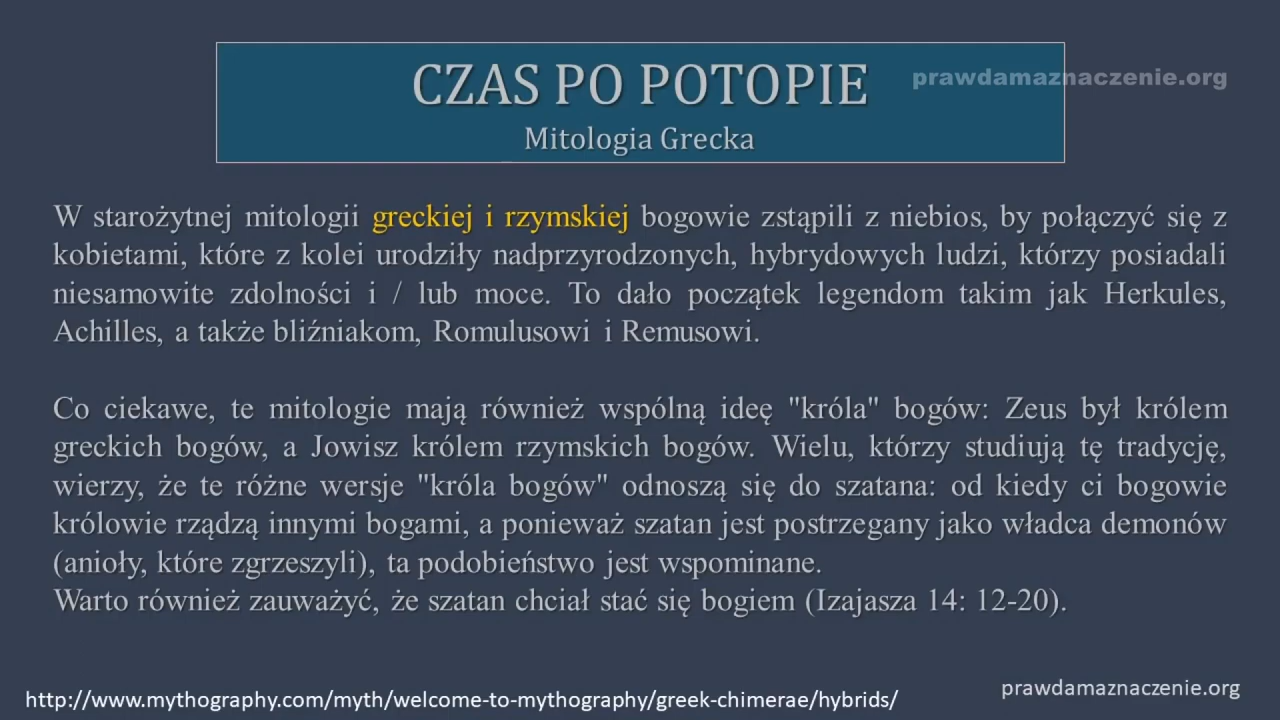 CZAS PO POTOPIE
prawdamaznaczenie.org
Mitologia Grecka
W starożytnej mitologii greckiej i rzymskiej bogowie zstąpili z niebios, by połączyć się z
kobietami, które z kolei urodziły nadprzyrodzonych, hybrydowych ludzi, którzy posiadali
niesamowite zdolności i / lub moce. To dało początek legendom takim jak Herkules,
Achilles, a także bliźniakom, Romulusowi i Remusowi.
Co ciekawe, te mitologie mają również wspólną ideę "króla" bogów: Zeus był królem
greckich bogów, a Jowisz królem rzymskich bogów. Wielu, którzy studiują tę tradycję,
wierzy, że te różne wersje "króla bogów" odnoszą się do szatana: od kiedy ci bogowie
królowie rządzą innymi bogami, a ponieważ szatan jest postrzegany jako władca demonów
(anioły, które zgrzeszyli), ta podobieństwo jest wspominane.
Warto również zauważyć, że szatan chciał stać się bogiem (Izajasza 14: 12-20).
http://www.mythography.com/myth/welcome-to-mythography/greek-chimerae/hybrids/
prawdamaznaczenie.org